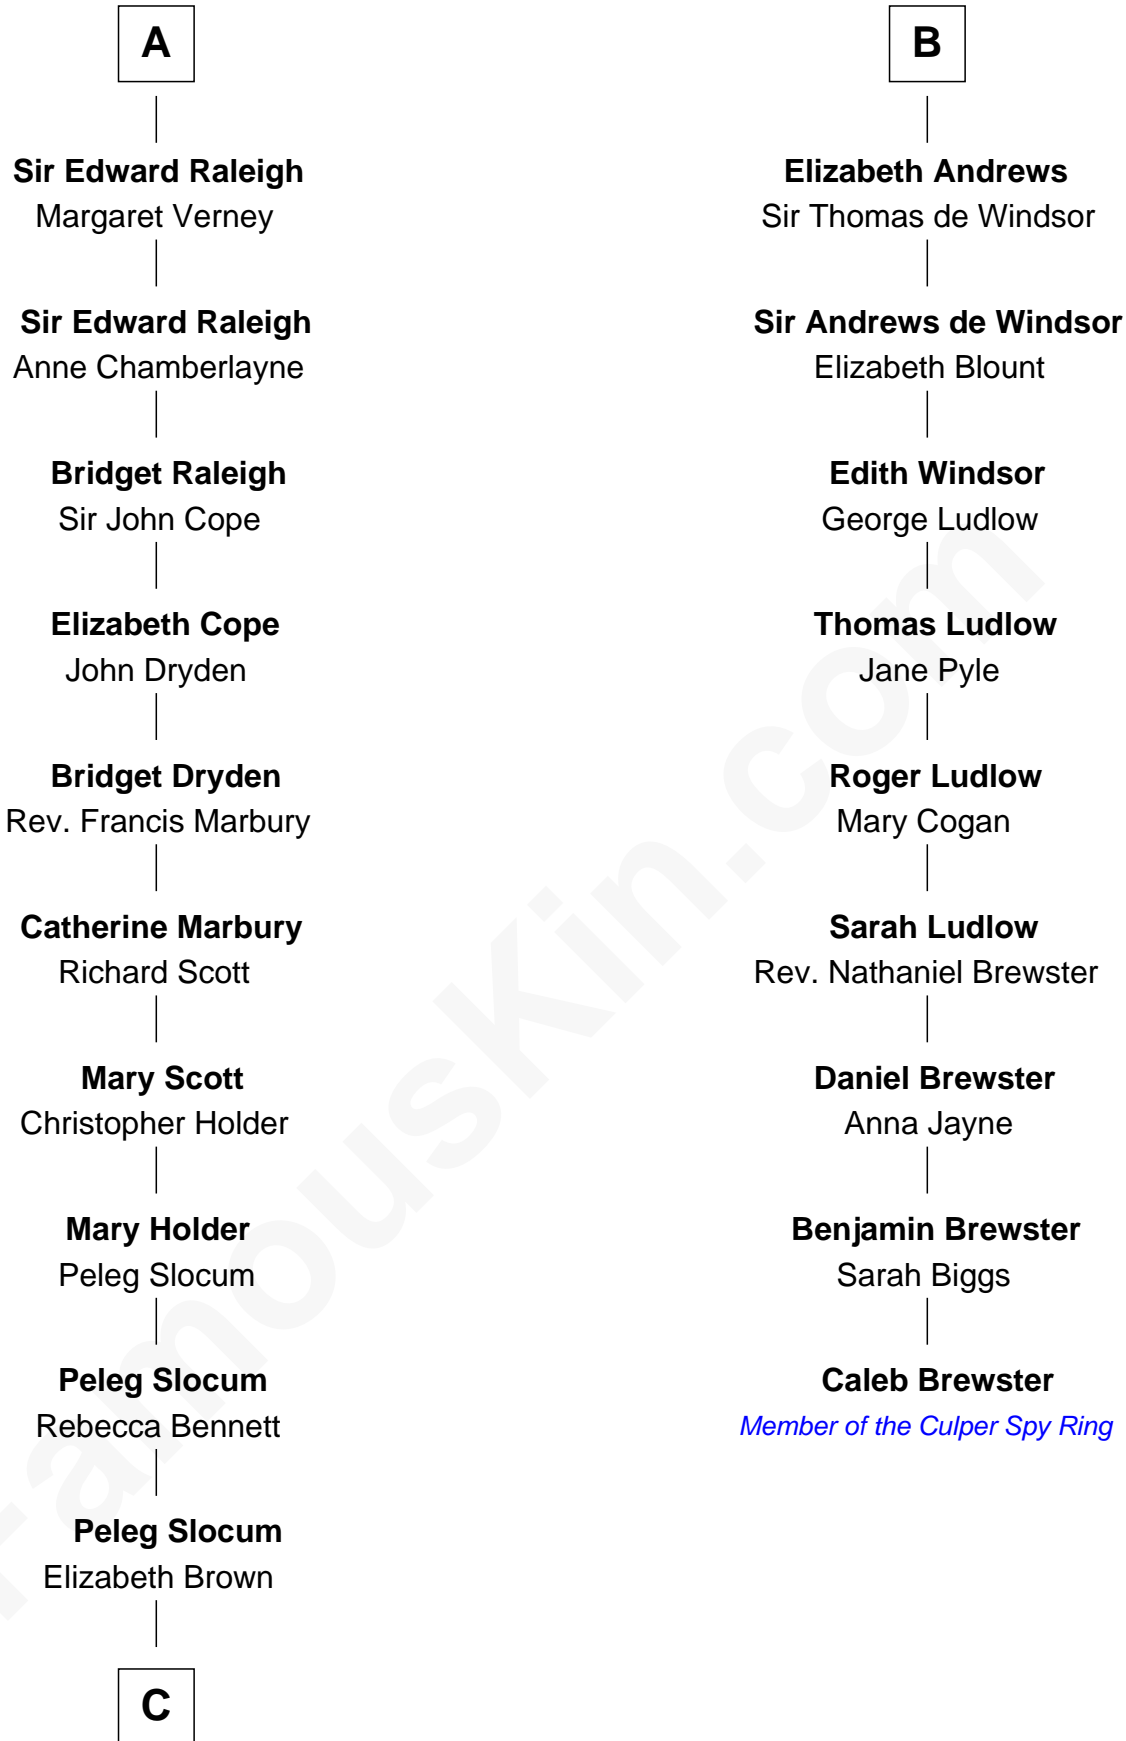 A
Sir Edward Raleigh
Margaret Verney
Sir Edward Raleigh
Anne Chamberlayne
Bridget Raleigh
Sir John Cope
Elizabeth Cope
John Dryden
Bridget Dryden
Rev. Francis Marbury
Catherine Marbury
Richard Scott
Mary Scott
Christopher Holder
Mary Holder
Peleg Slocum
Peleg Slocum
Rebecca Bennett
Peleg Slocum
Elizabeth Brown
C
B
Elizabeth Andrews
Sir Thomas de Windsor
Sir Andrews de Windsor
Elizabeth Blount
Edith Windsor
George Ludlow
Thomas Ludlow
Jane Pyle
Roger Ludlow
Mary Cogan
Sarah Ludlow
Rev. Nathaniel Brewster
Daniel Brewster
Anna Jayne
Benjamin Brewster
Sarah Biggs
Caleb Brewster
Member of the Culper Spy Ring
FamousKin.com